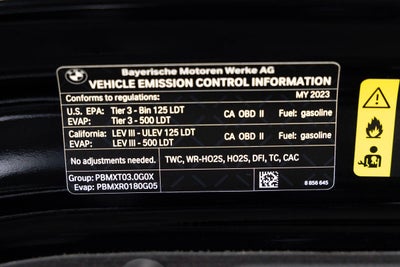 BMW
Bayerische Motoren Werke AG
VEHICLE EMISSION CONTROL INFORMATION
Conforms to regulations: MY 2023
U.S. EPA: Tier 3 - Bin 125 LDT CA OBD II Fuel: gasoline
EVAP: Tier 3 - 500 LDT
California: LEV III - ULEV 125 LDT CA OBD II Fuel: gasoline
EVAP: LEV III - 500 LDT
No adjustments needed. TWC, WR-HO2S, HO2S, DFI, TC, CAC
Group: PBMXT03.0G0X
Evap: PBMXR0180G05 8 856 645